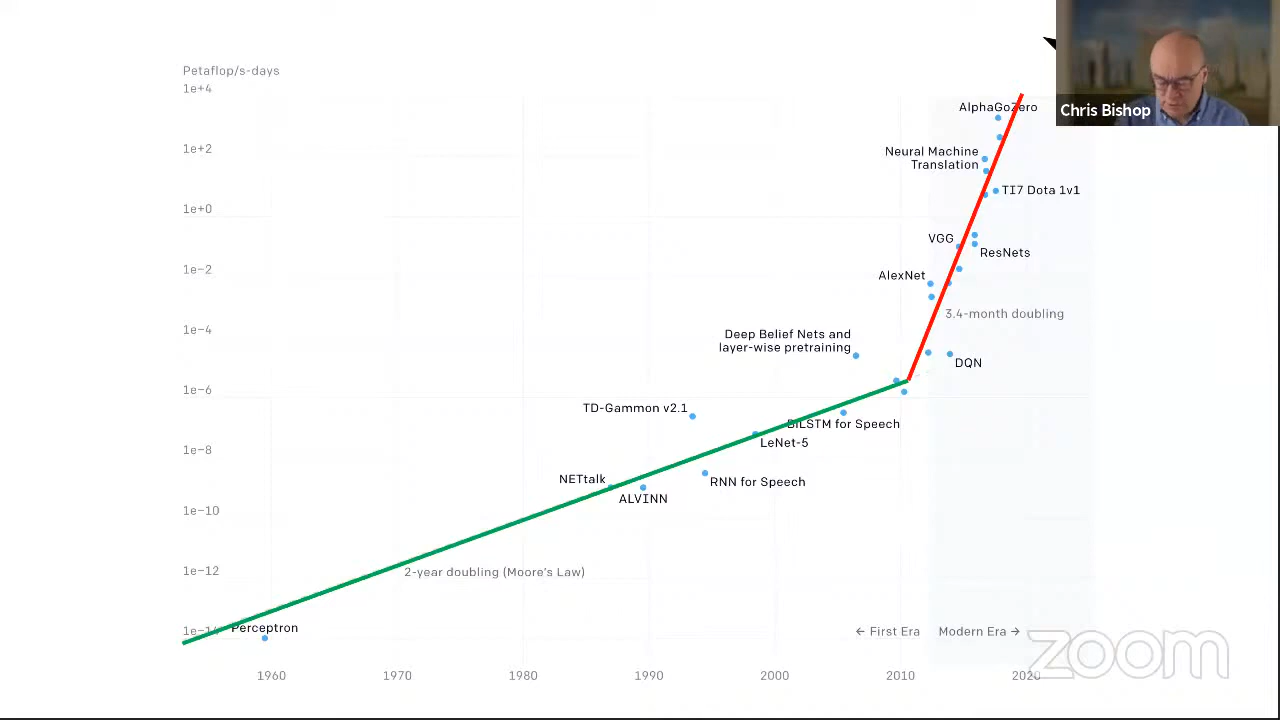 Petaflop/s-days
1e+4
1e+2
1e+0
1e-2
1e-4
1e-6
1e-8
1e-10
1e-12
1e-14
AlphaGoZero
Neural Machine
Translation
TI7 Dota 1v1
VGG
ResNets
AlexNet
3.4-month doubling
Deep Belief Nets and
layer-wise pretraining
DQN
TD-Gammon v2.1
BiLSTM for Speech
LeNet-5
NETtalk
RNN for Speech
ALVINN
2-year doubling (Moore's Law)
Perceptron
← First Era
Modern Era →
1960
1970
1980
1990
2000
2010
2020
Chris Bishop
zoom